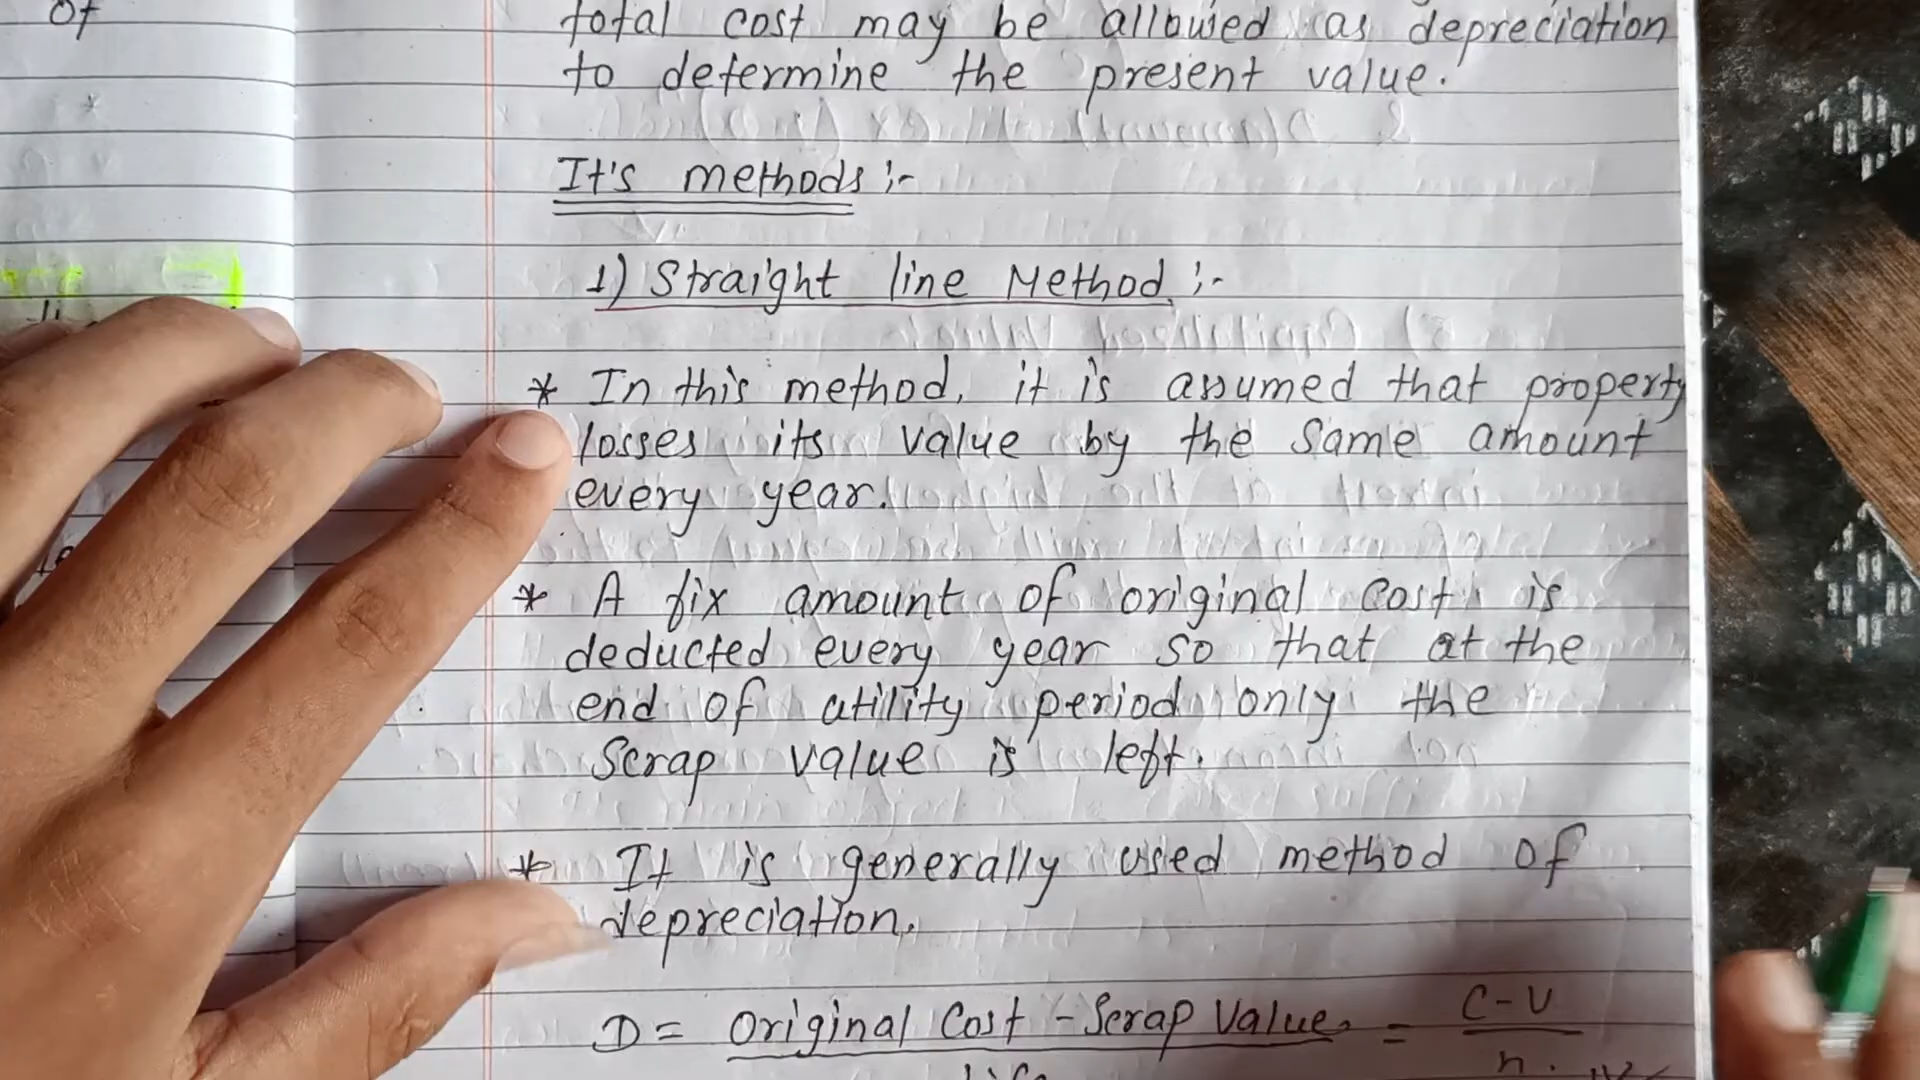 of
total cost may be allowed as depreciation
to determine the present value.
It's methods :-
1) Straight line Method :-
* In this method, it is assumed that property
losses its value by the same amount
every year.
* A fix amount of original cost is
deducted every year so that at the
end of utility period only the
Scrap value is left.
* It is generally used method of
depreciation.
D = Original Cost - Scrap Value = C-V
n.